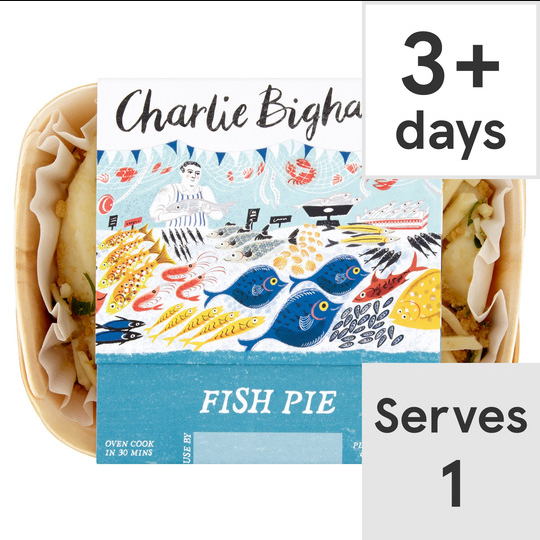 Charlie Bigha
3+
days
FISH PIE
OVEN COOK
IN 30 MINS
USE BY
Serves
1